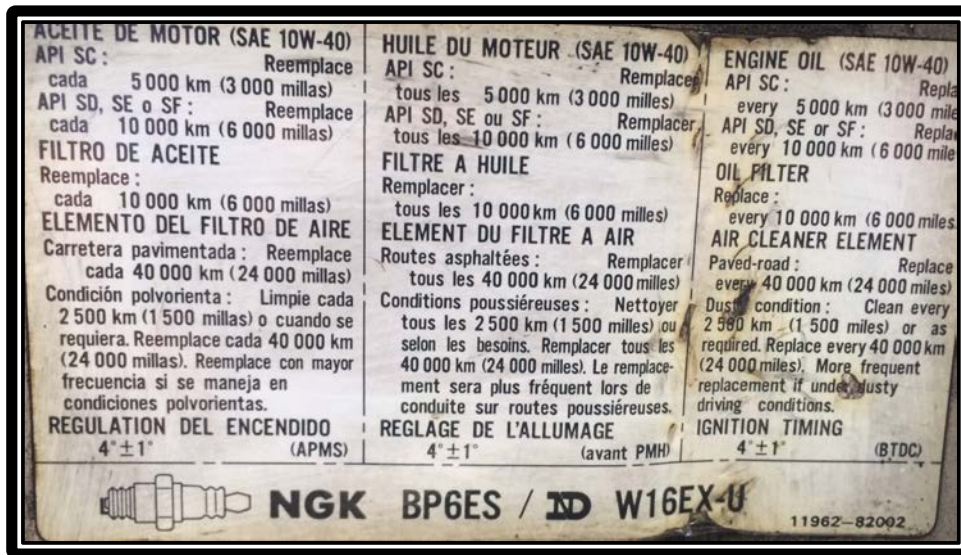 ACEITE DE MOTOR (SAE 10W-40)
API SC: Reemplace
cada 5 000 km (3 000 millas)
API SD, SE o SF: Reemplace
cada 10 000 km (6 000 millas)
FILTRO DE ACEITE
Reemplace:
cada 10 000 km (6 000 millas)
ELEMENTO DEL FILTRO DE AIRE
Carretera pavimentada: Reemplace
cada 40 000 km (24 000 millas)
Condición polvorienta: Limpie cada
2 500 km (1 500 millas) o cuando se
requiera. Reemplace cada 40 000 km
(24 000 millas). Reemplace con mayor
frecuencia si se maneja en
condiciones polvorientas.
REGULATION DEL ENCENDIDO
4°±1° (APMS)
HUILE DU MOTEUR (SAE 10W-40)
API SC: Remplacer
tous les 5 000 km (3 000 milles)
API SD, SE ou SF: Remplacer
tous les 10 000 km (6 000 milles)
FILTRE A HUILE
Remplacer:
tous les 10 000 km (6 000 milles)
ELEMENT DU FILTRE A AIR
Routes asphaltées: Remplacer
tous les 40 000 km (24 000 milles)
Conditions poussiéreuses: Nettoyer
tous les 2 500 km (1 500 milles) ou
selon les besoins. Remplacer tous les
40 000 km (24 000 milles). Le remplace-
ment sera plus fréquent lors de
conduite sur routes poussiéreuses.
REGLAGE DE L'ALLUMAGE
4°±1° (avant PMH)
ENGINE OIL (SAE 10W-40)
API SC: Repla
every 5 000 km (3 000 mile
API SD, SE or SF: Repla
every 10 000 km (6 000 mile
OIL FILTER
Replace:
every 10 000 km (6 000 miles
AIR CLEANER ELEMENT
Paved-road: Replace
every 40 000 km (24 000 miles)
Dusty condition: Clean every
2 500 km (1 500 miles) or as
required. Replace every 40 000 km
(24 000 miles). More frequent
replacement if under dusty
driving conditions.
IGNITION TIMING
4°±1° (BTDC)
NGK BP6ES / ND W16EX-U
11962-82002